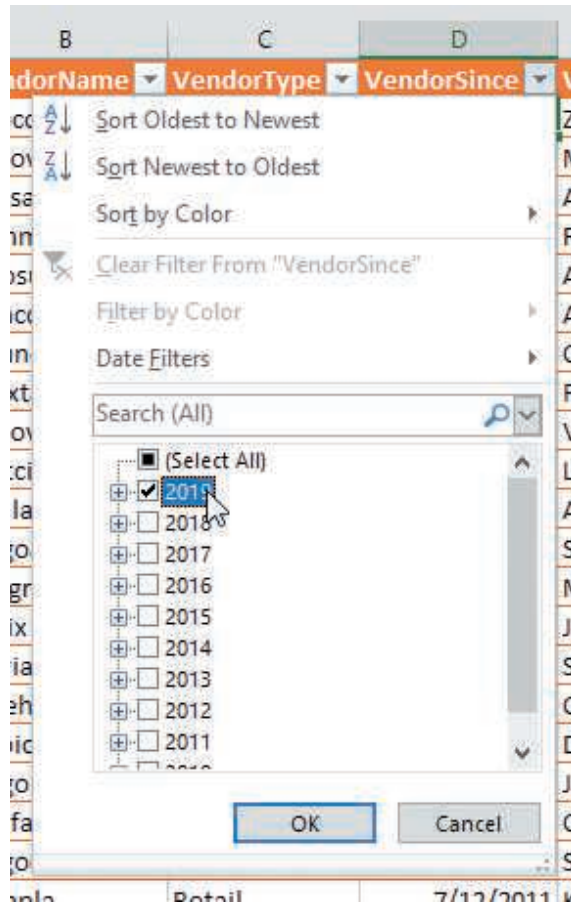 B C D
dorName VendorType VendorSince
Sort Oldest to Newest
Sort Newest to Oldest
Sort by Color
Clear Filter From "VendorSince"
Filter by Color
Date Filters
Search (All)
(Select All)
2019
2018
2017
2016
2015
2014
2013
2012
2011
OK Cancel
Retail 7/12/2011